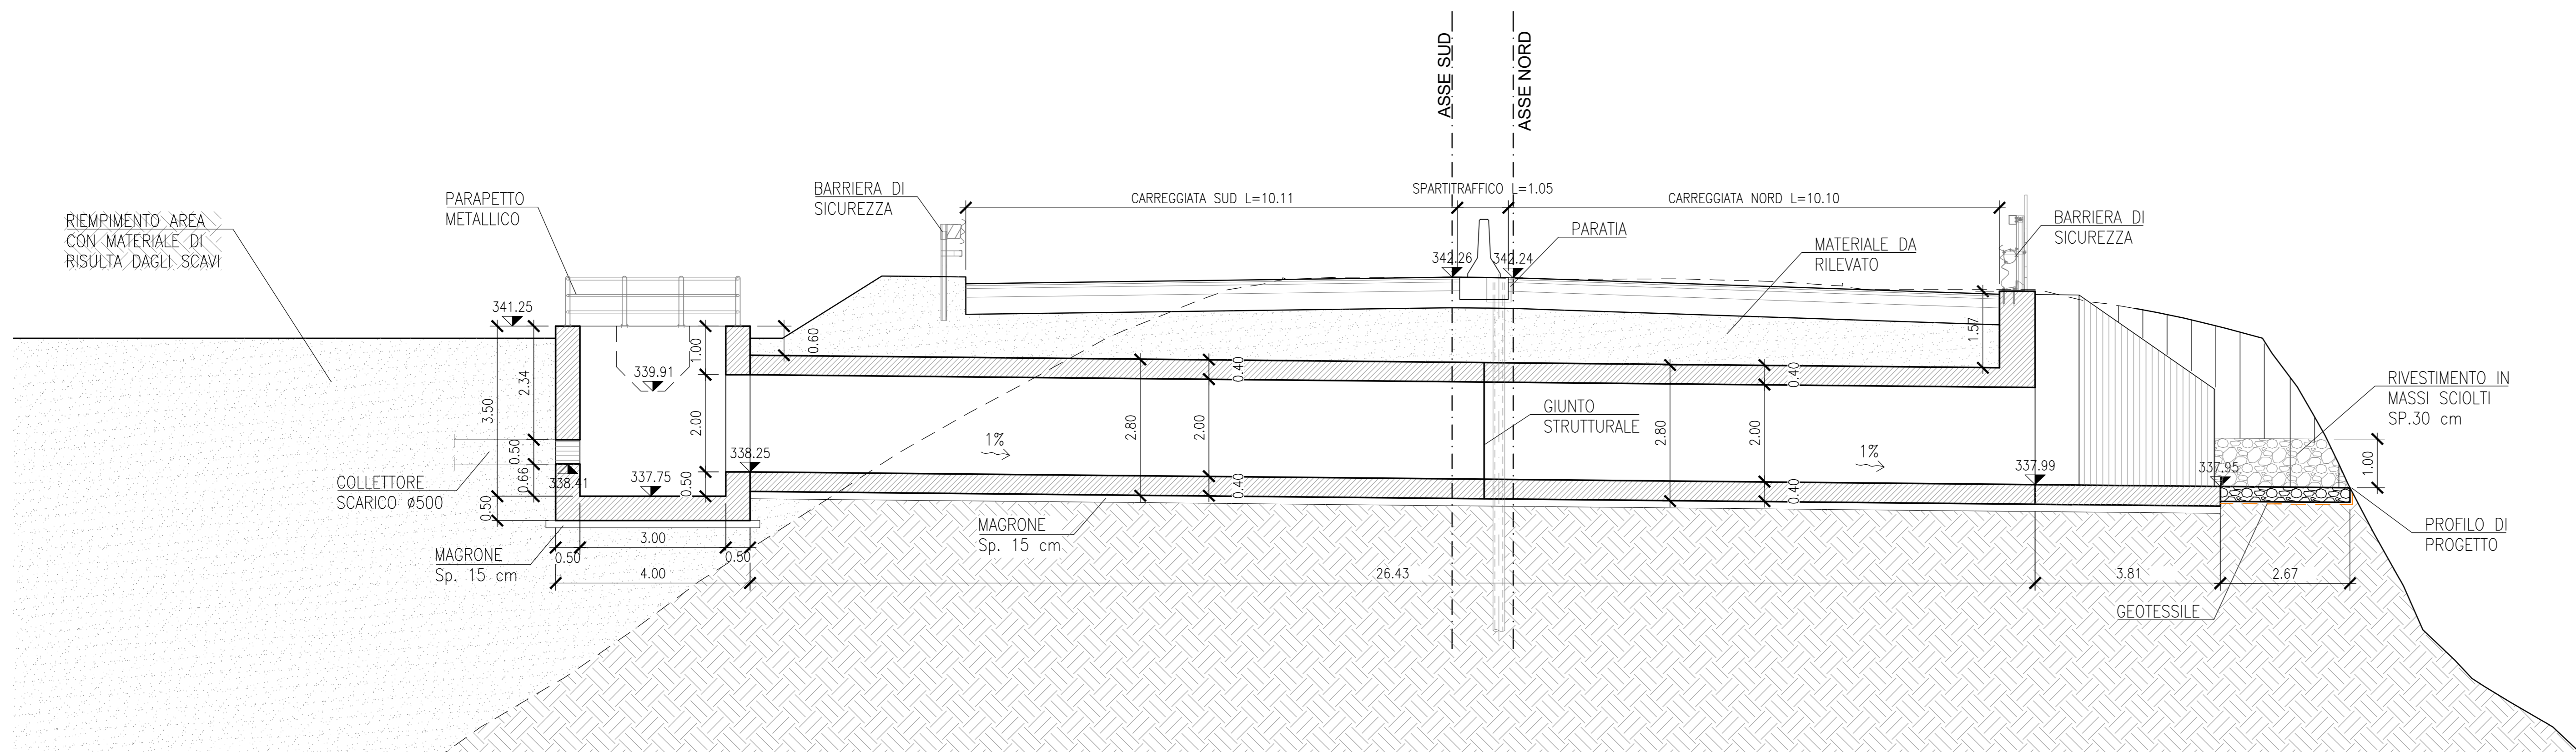 ASSE SUD
ASSE NORD
RIEMPIMENTO AREA
CON MATERIALE DI
RISULTA DAGLI SCAVI
PARAPETTO
METALLICO
BARRIERA DI
SICUREZZA
CARREGGIATA SUD L=10.11
SPARTITRAFFICO L=1.05
CARREGGIATA NORD L=10.10
PARATIA
MATERIALE DA
RILEVATO
BARRIERA DI
SICUREZZA
342.26
342.24
341.25
339.91
338.41
337.75
338.25
3.50
0.50
2.34
0.50
0.66
1.00
2.00
0.50
0.60
2.80
0.40
2.00
0.40
1%
GIUNTO
STRUTTURALE
2.80
0.40
2.00
0.40
1%
1.57
337.99
337.95
RIVESTIMENTO IN
MASSI SCIOLTI
SP.30 cm
1.00
COLLETTORE
SCARICO Ø500
MAGRONE
Sp. 15 cm
MAGRONE
Sp. 15 cm
PROFILO DI
PROGETTO
0.50
3.00
0.50
4.00
26.43
3.81
2.67
GEOTESSILE